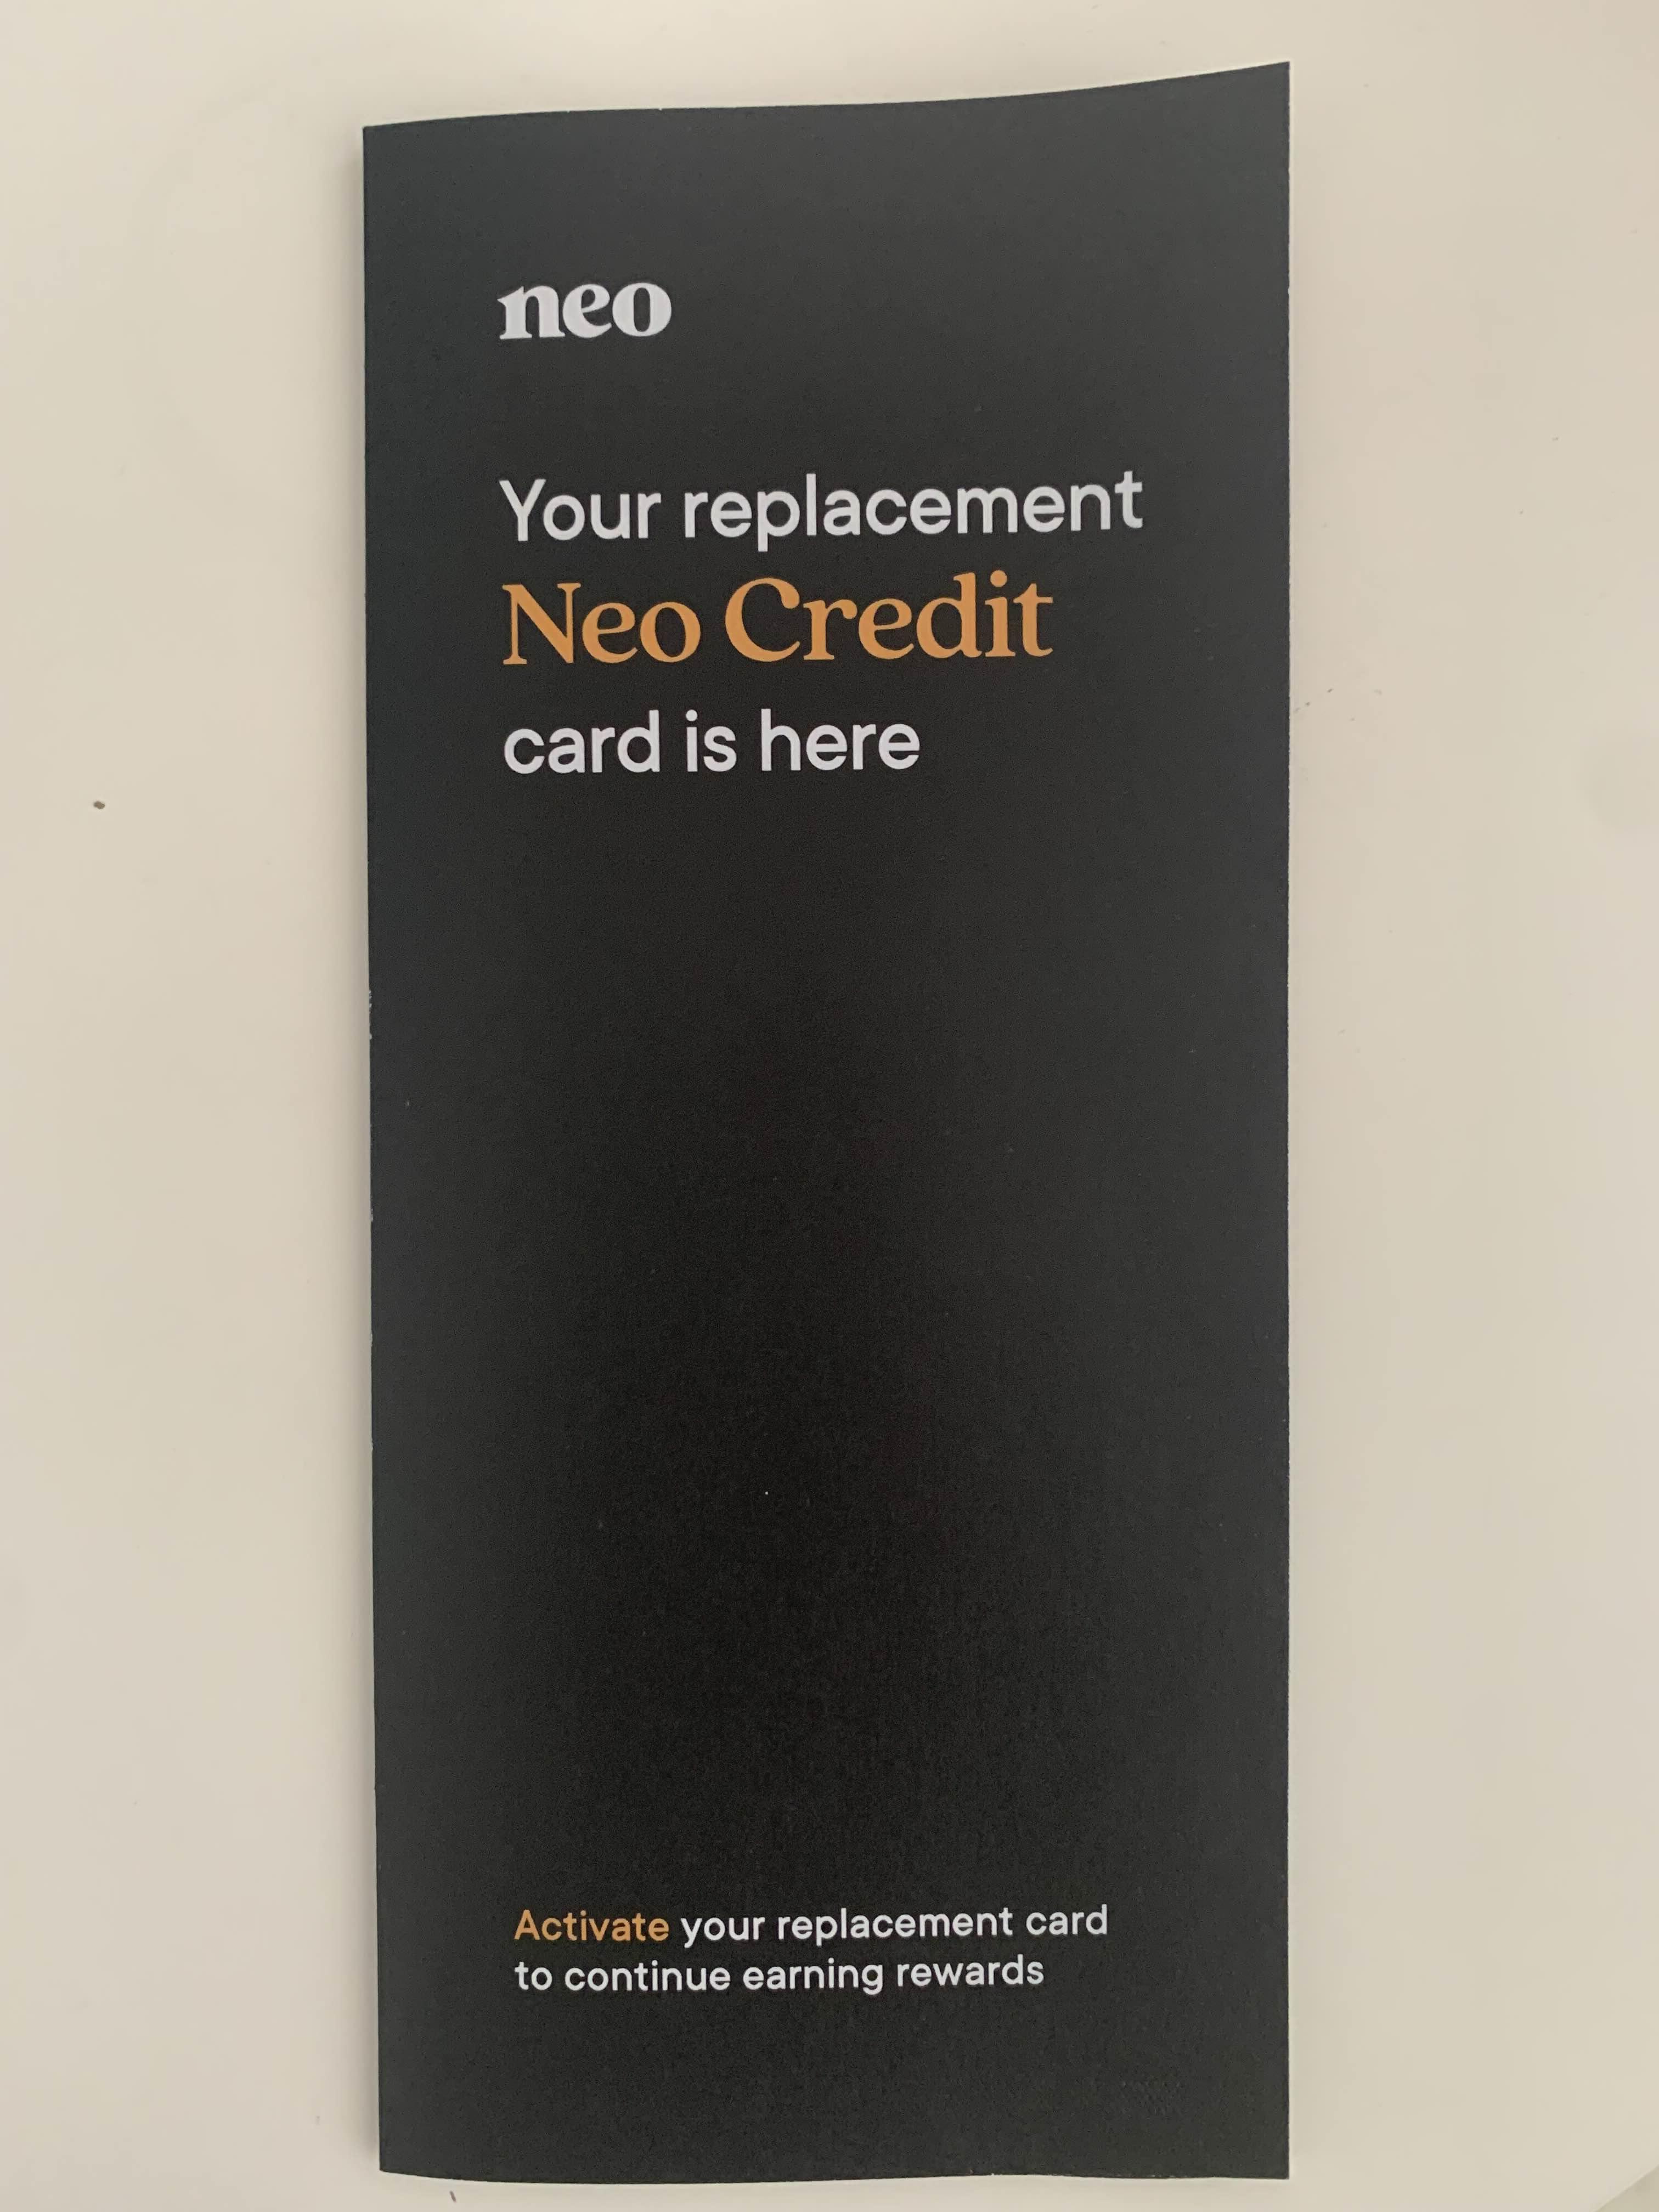 neo
Your replacement
Neo Credit
card is here
Activate your replacement card
to continue earning rewards